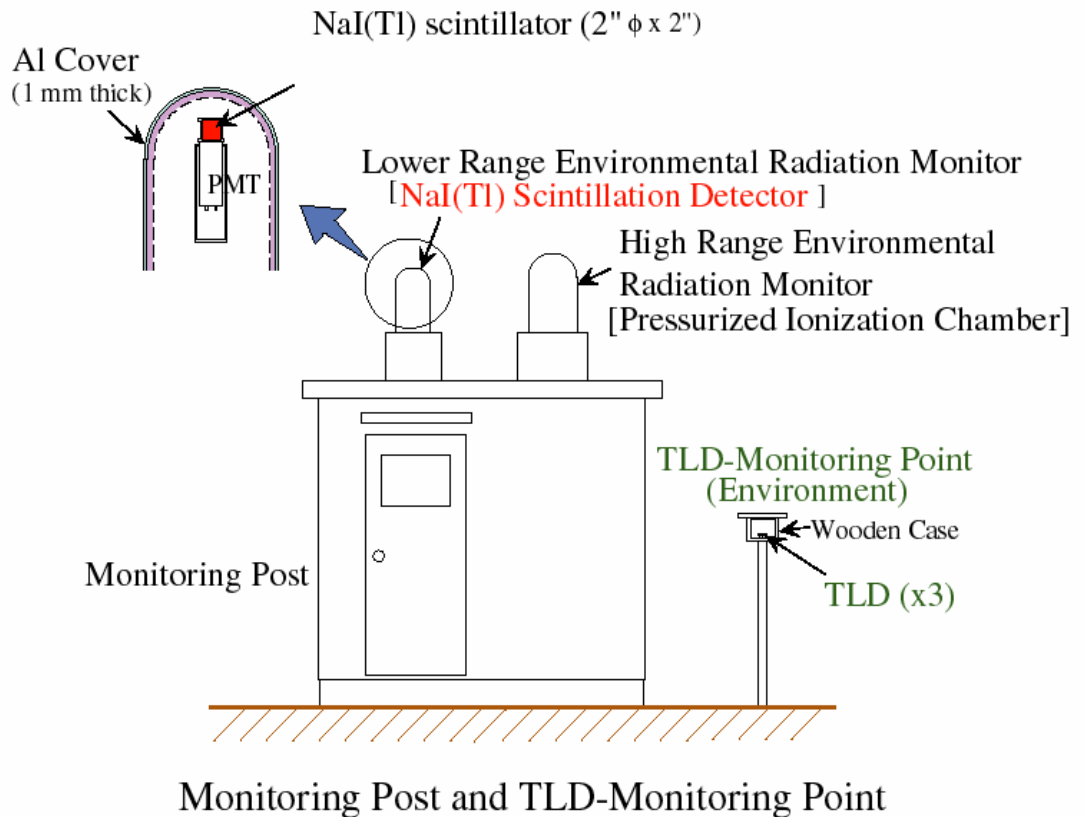 NaI(Tl) scintillator (2" ϕ x 2")
Al Cover
(1 mm thick)
PMT
Lower Range Environmental Radiation Monitor
[NaI(Tl) Scintillation Detector ]
High Range Environmental
Radiation Monitor
[Pressurized Ionization Chamber]
TLD-Monitoring Point
(Environment)
Wooden Case
Monitoring Post
TLD (x3)
Monitoring Post and TLD-Monitoring Point